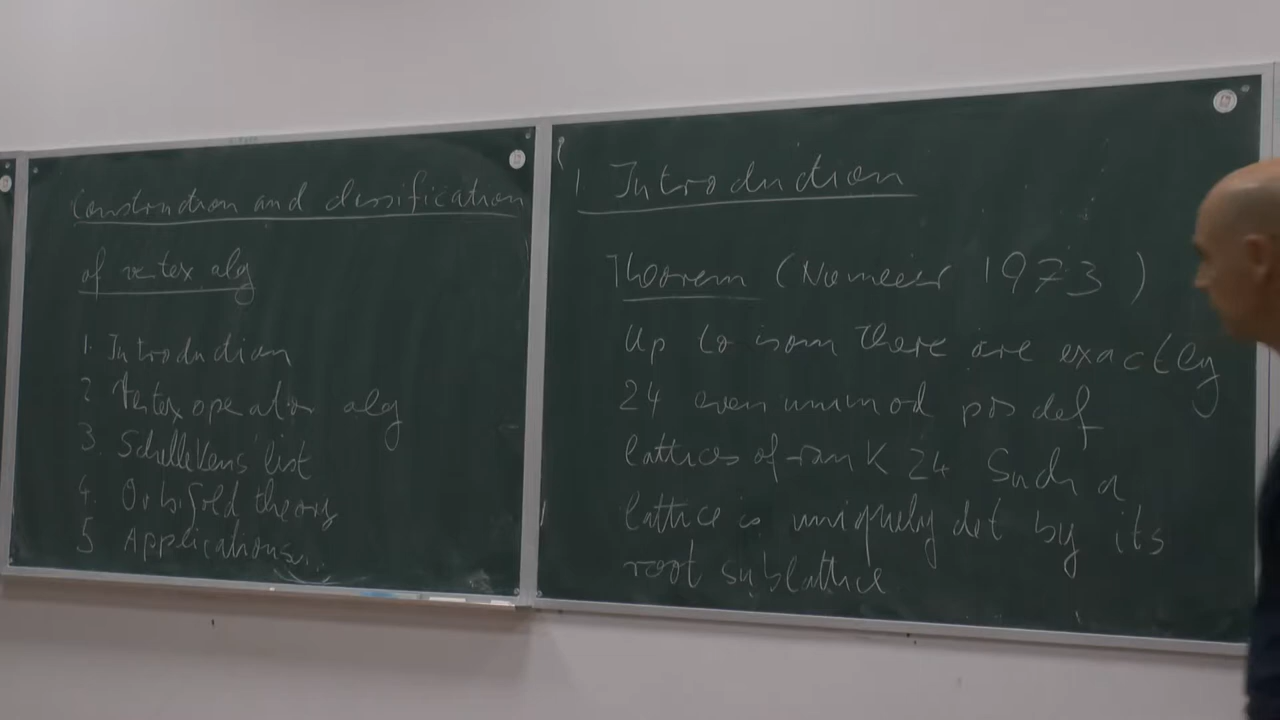 Construction and classification
of vertex alg
1. Introduction
2 Vertex operator alg
3. Schellekens' list
4. Orbifold theory
5 Applications
1. Introduction
Theorem (Niemeier 1973)
Up to isom there are exactly
24 even unimod pos def
lattices of rank 24 Such a
lattice is uniquely det by its
root sublattice